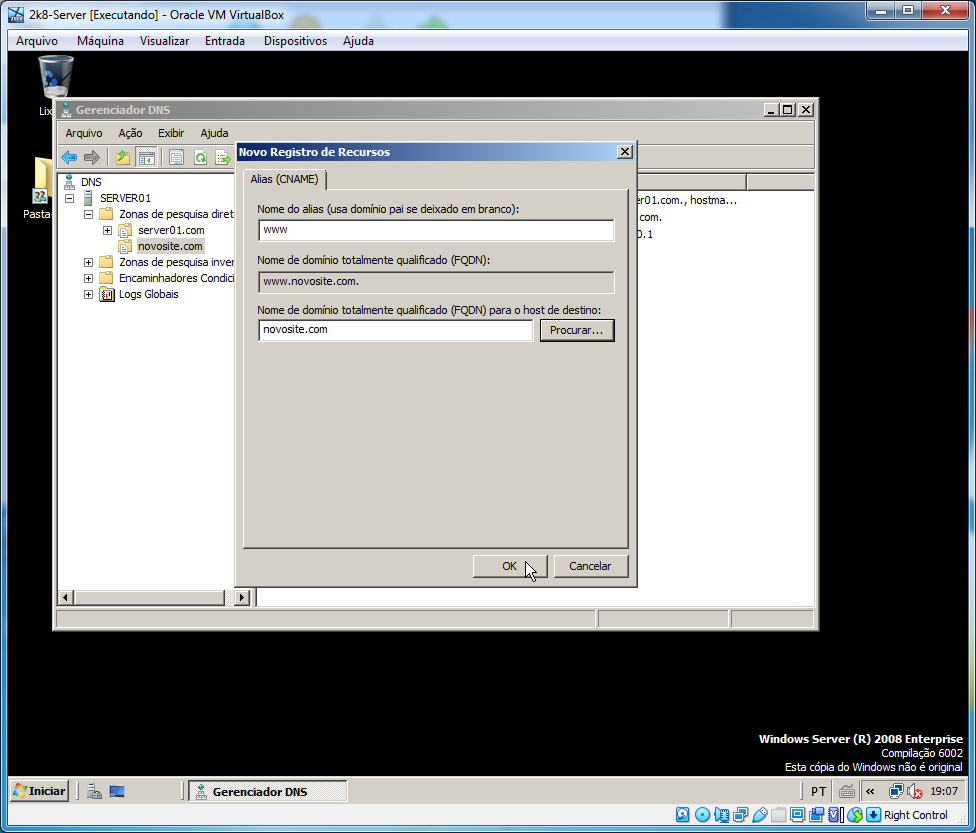 2k8-Server [Executando] - Oracle VM VirtualBox
Arquivo Máquina Visualizar Entrada Dispositivos Ajuda
Lix
Pasta-
Gerenciador DNS
Arquivo Ação Exibir Ajuda
DNS
SERVER01
Zonas de pesquisa diret
server01.com
novosite.com
Zonas de pesquisa inver
Encaminhadores Condici
Logs Globais
er01.com., hostma...
com.
0.1
Novo Registro de Recursos
Alias (CNAME)
Nome do alias (usa domínio pai se deixado em branco):
www
Nome de domínio totalmente qualificado (FQDN):
www.novosite.com.
Nome de domínio totalmente qualificado (FQDN) para o host de destino:
novosite.com
Procurar...
OK Cancelar
Windows Server (R) 2008 Enterprise
Compilação 6002
Esta cópia do Windows não é original
Iniciar Gerenciador DNS PT « 19:07
Right Control